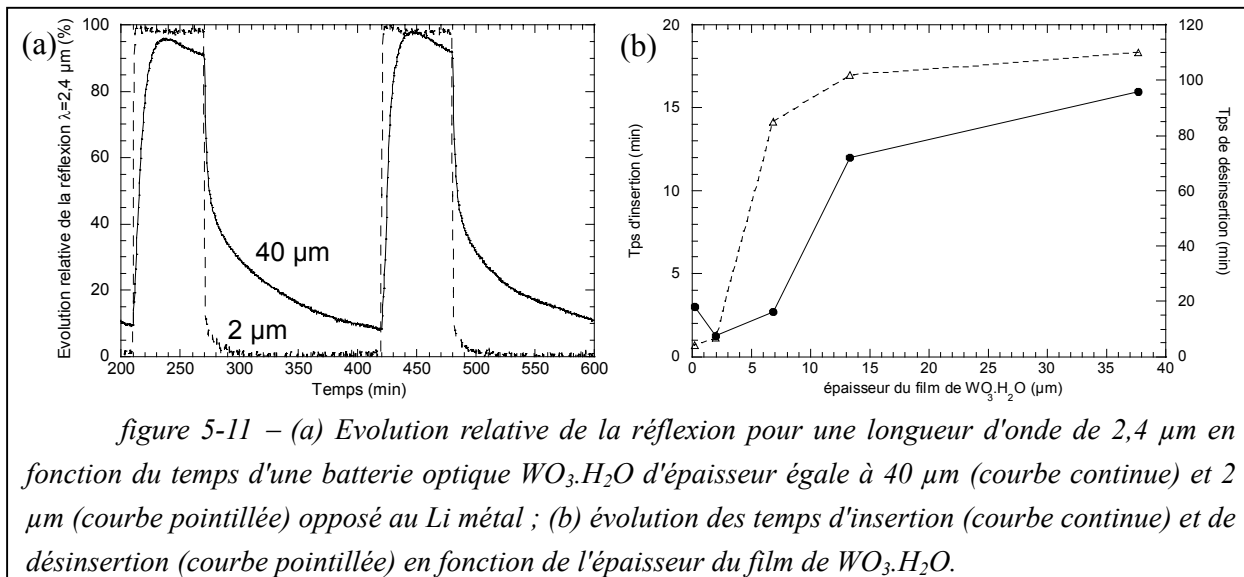 (a)
Evolution relative de la réflexion λ=2,4 µm (%)
100
80
60
40
20
0
40 µm
2 µm
200 250 300 350 400 450 500 550 600
Temps (min)
(b)
Tps d'insertion (min)
20
15
10
5
0
120
100
80
60
40
20
0
Tps de désinsertion (min)
0 5 10 15 20 25 30 35 40
épaisseur du film de WO₃.H₂O (µm)
figure 5-11 – (a) Evolution relative de la réflexion pour une longueur d'onde de 2,4 µm en
fonction du temps d'une batterie optique WO₃.H₂O d'épaisseur égale à 40 µm (courbe continue) et 2
µm (courbe pointillée) opposé au Li métal ; (b) évolution des temps d'insertion (courbe continue) et de
désinsertion (courbe pointillée) en fonction de l'épaisseur du film de WO₃.H₂O.